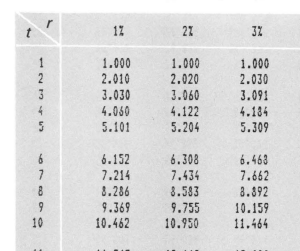 t r 1% 2% 3%
1 1.000 1.000 1.000
2 2.010 2.020 2.030
3 3.030 3.060 3.091
4 4.060 4.122 4.184
5 5.101 5.204 5.309
6 6.152 6.308 6.468
7 7.214 7.434 7.662
8 8.286 8.583 8.892
9 9.369 9.755 10.159
10 10.462 10.950 11.464